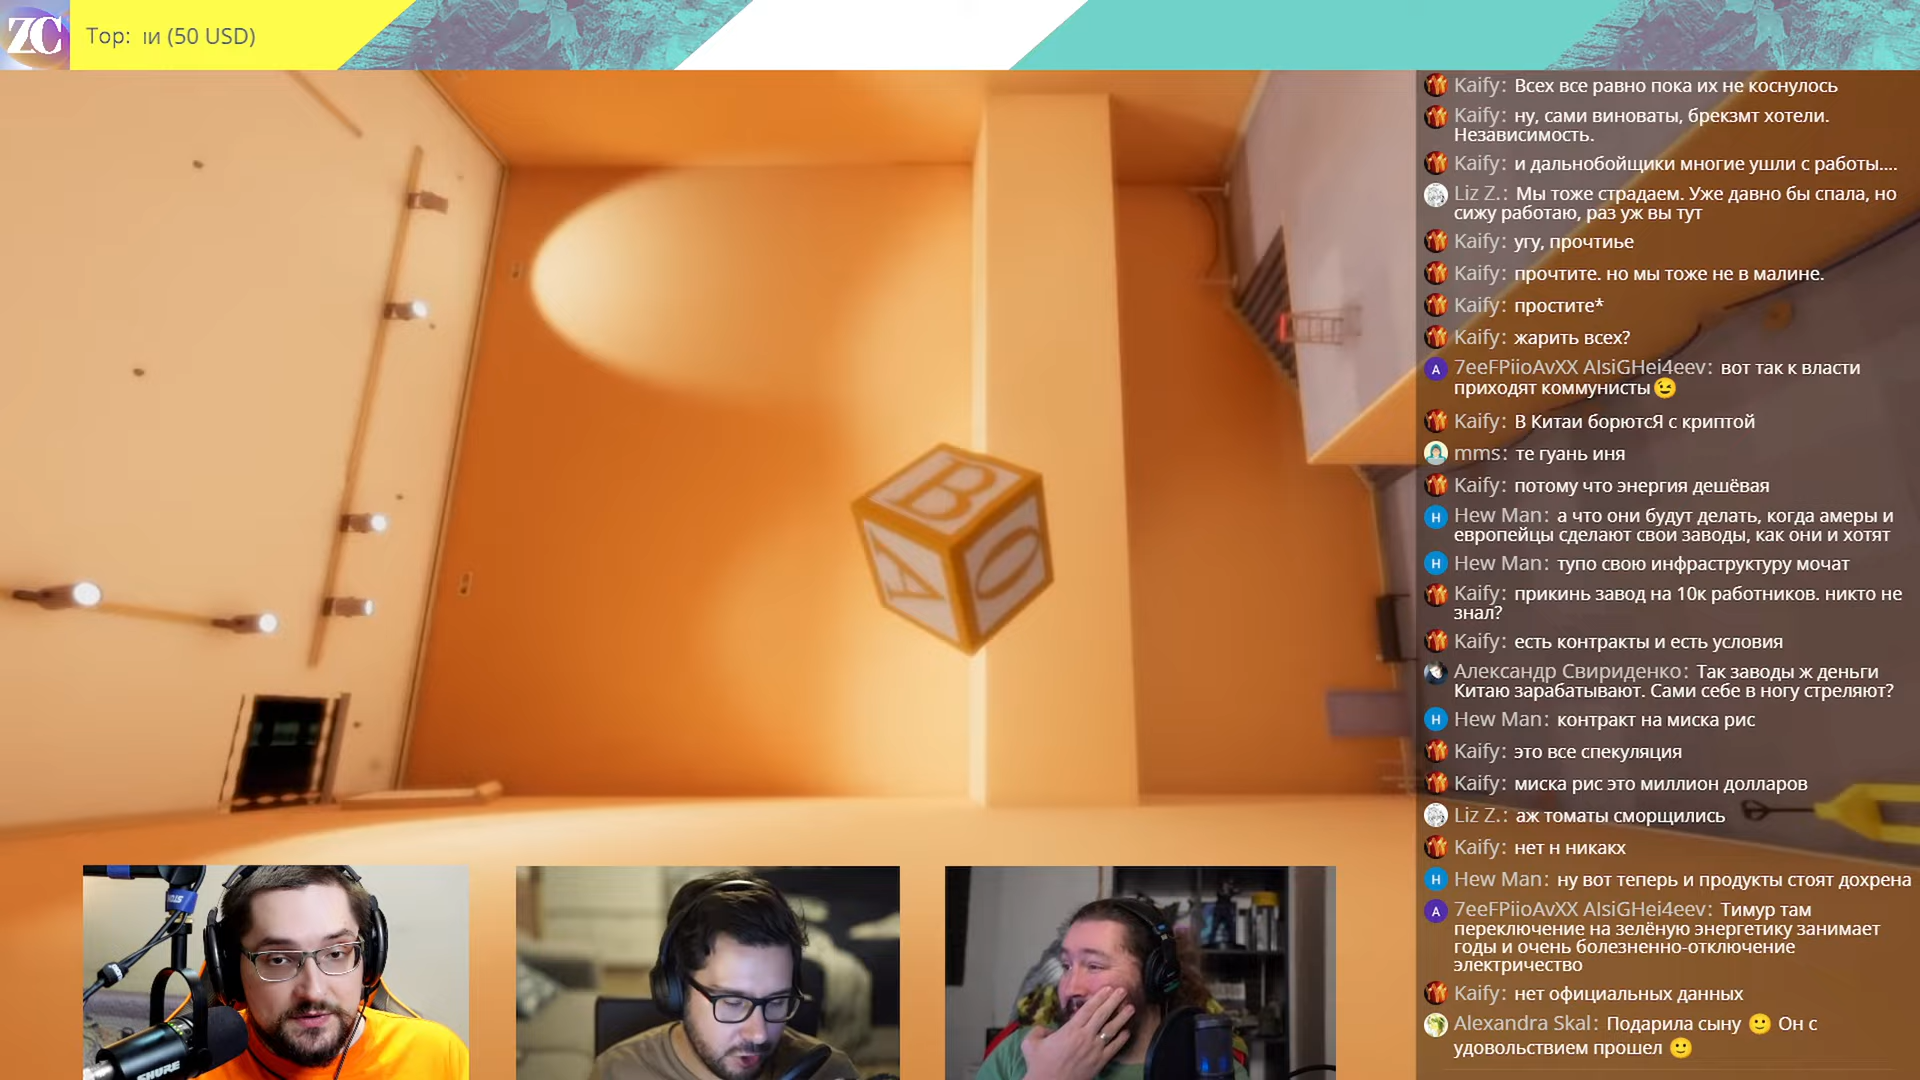 ZC
Top: ии (50 USD)
Kaify: Всех все равно пока их не коснулось
Kaify: ну, сами виноваты, брекзмт хотели.
Независимость.
Kaify: и дальнобойщики многие ушли с работы....
Liz Z.: Мы тоже страдаем. Уже давно бы спала, но
сижу работаю, раз уж вы тут
Kaify: угу, прочтиье
Kaify: прочтите. но мы тоже не в малине.
Kaify: простите*
Kaify: жарить всех?
A 7eeFPiioAvXX AIsiGHei4eev: вот так к власти
приходят коммунисты😉
Kaify: В Китаи борютсЯ с криптой
mms: те гуань иня
Kaify: потому что энергия дешёвая
H Hew Man: а что они будут делать, когда амеры и
европейцы сделают свои заводы, как они и хотят
H Hew Man: тупо свою инфраструктуру мочат
Kaify: прикинь завод на 10к работников. никто не
знал?
Kaify: есть контракты и есть условия
Александр Свириденко: Так заводы ж деньги
Китаю зарабатывают. Сами себе в ногу стреляют?
H Hew Man: контракт на миска рис
Kaify: это все спекуляция
Kaify: миска рис это миллион долларов
Liz Z.: аж томаты сморщились
Kaify: нет н никакх
H Hew Man: ну вот теперь и продукты стоят дохрена
A 7eeFPiioAvXX AIsiGHei4eev: Тимур там
переключение на зелёную энергетику занимает
годы и очень болезненно-отключение
электричество
Kaify: нет официальных данных
Alexandra Skal: Подарила сыну 🙂 Он с
удовольствием прошел 🙂
B
A
O
SHURE